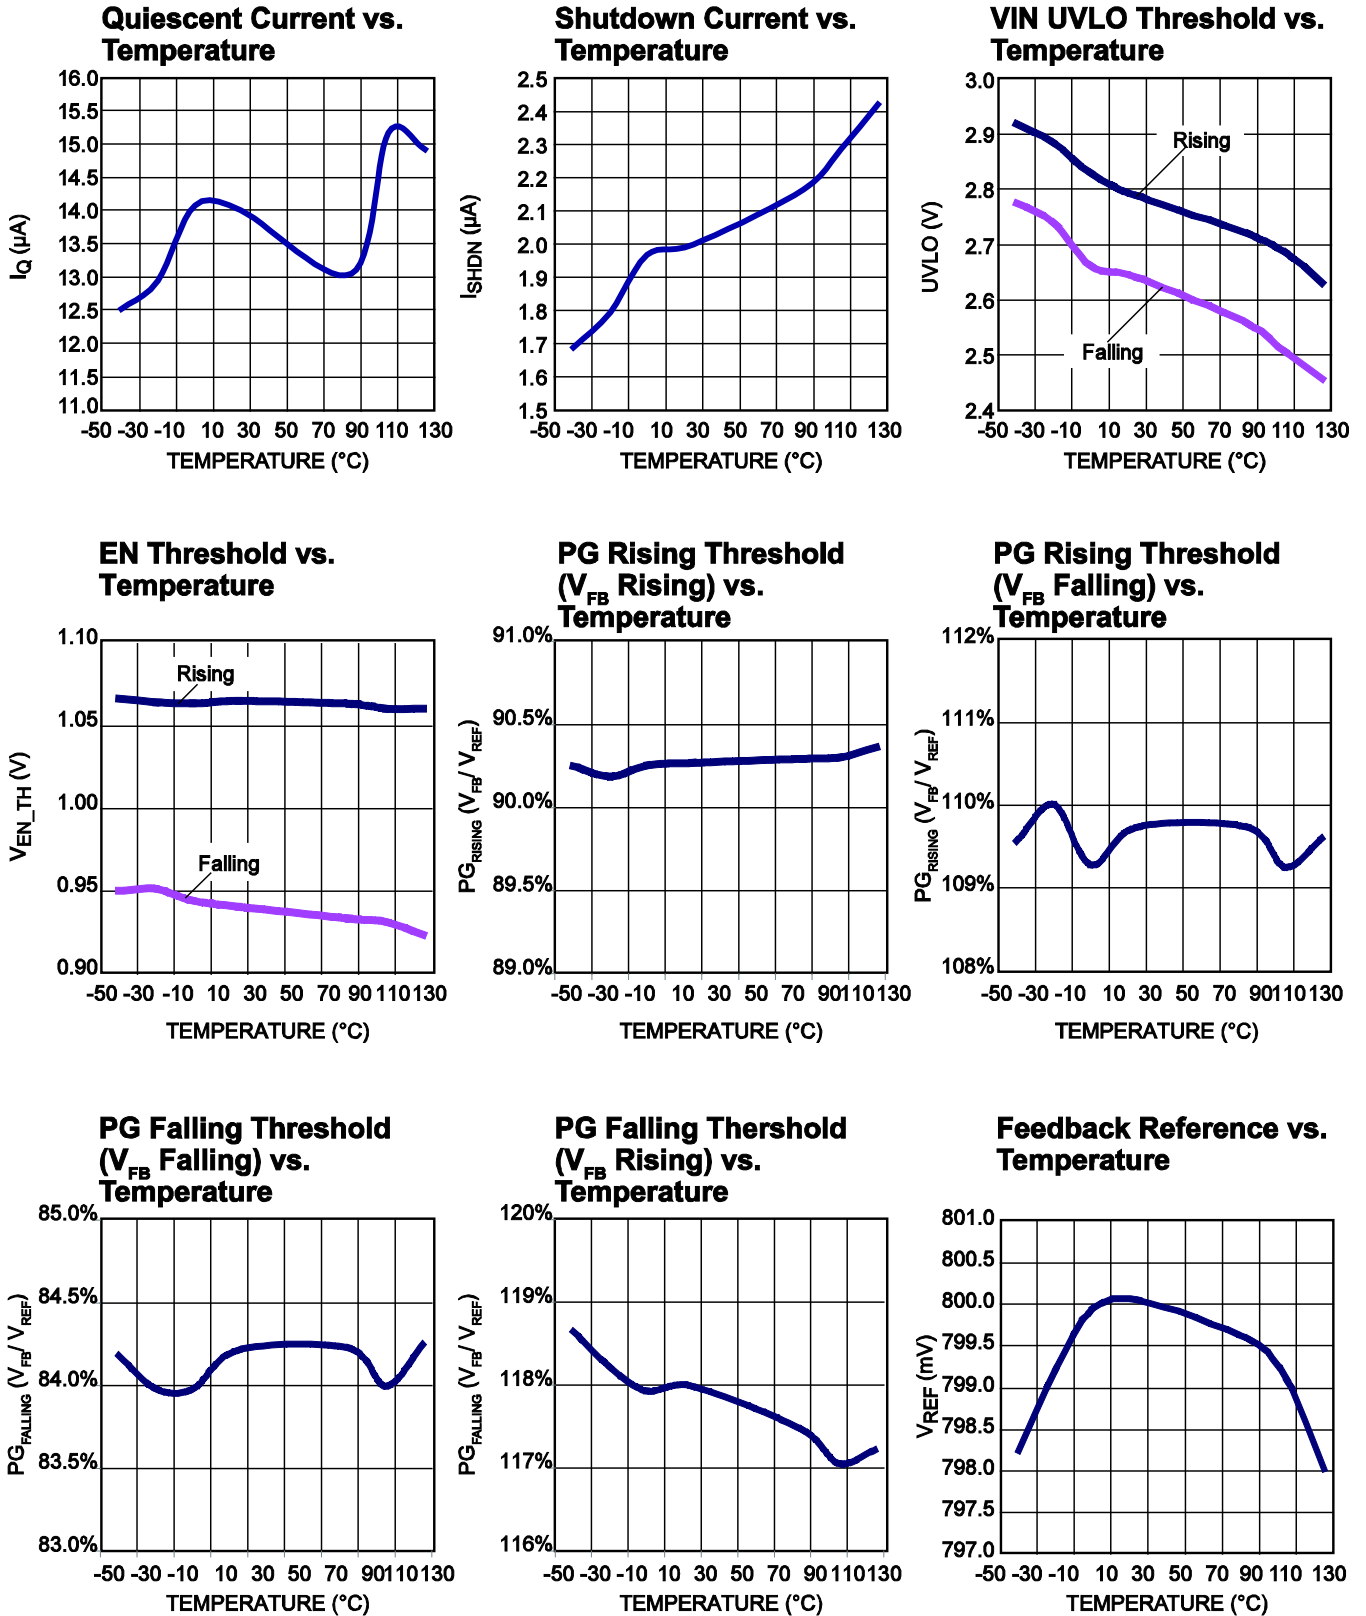 Quiescent Current vs.
Temperature
16.0
15.5
15.0
14.5
14.0
13.5
13.0
12.5
12.0
11.5
11.0
IQ (µA)
-50 -30 -10 10 30 50 70 90 110 130
TEMPERATURE (°C)
Shutdown Current vs.
Temperature
2.5
2.4
2.3
2.2
2.1
2.0
1.9
1.8
1.7
1.6
1.5
ISHDN (µA)
-50 -30 -10 10 30 50 70 90 110 130
TEMPERATURE (°C)
VIN UVLO Threshold vs.
Temperature
3.0
2.9
2.8
2.7
2.6
2.5
2.4
UVLO (V)
Rising
Falling
-50 -30 -10 10 30 50 70 90 110 130
TEMPERATURE (°C)
EN Threshold vs.
Temperature
1.10
1.05
1.00
0.95
0.90
VEN_TH (V)
Rising
Falling
-50 -30 -10 10 30 50 70 90 110 130
TEMPERATURE (°C)
PG Rising Threshold
(VFB Rising) vs.
Temperature
91.0%
90.5%
90.0%
89.5%
89.0%
PGRISING (VFB/ VREF)
-50 -30 -10 10 30 50 70 90110 130
TEMPERATURE (°C)
PG Rising Threshold
(VFB Falling) vs.
Temperature
112%
111%
110%
109%
108%
PGRISING (VFB/ VREF)
-50 -30 -10 10 30 50 70 90110 130
TEMPERATURE (°C)
PG Falling Threshold
(VFB Falling) vs.
Temperature
85.0%
84.5%
84.0%
83.5%
83.0%
PGFALLING (VFB/ VREF)
-50 -30 -10 10 30 50 70 90110 130
TEMPERATURE (°C)
PG Falling Thershold
(VFB Rising) vs.
Temperature
120%
119%
118%
117%
116%
PGFALLING (VFB/ VREF)
-50 -30 -10 10 30 50 70 90110 130
TEMPERATURE (°C)
Feedback Reference vs.
Temperature
801.0
800.5
800.0
799.5
799.0
798.5
798.0
797.5
797.0
VREF (mV)
-50 -30 -10 10 30 50 70 90 110 130
TEMPERATURE (°C)